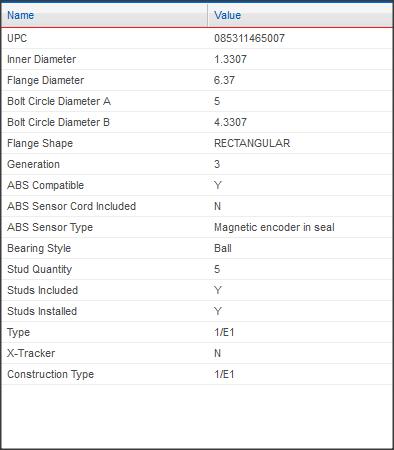 Name Value
UPC 085311465007
Inner Diameter 1.3307
Flange Diameter 6.37
Bolt Circle Diameter A 5
Bolt Circle Diameter B 4.3307
Flange Shape RECTANGULAR
Generation 3
ABS Compatible Y
ABS Sensor Cord Included N
ABS Sensor Type Magnetic encoder in seal
Bearing Style Ball
Stud Quantity 5
Studs Included Y
Studs Installed Y
Type 1/E1
X-Tracker N
Construction Type 1/E1